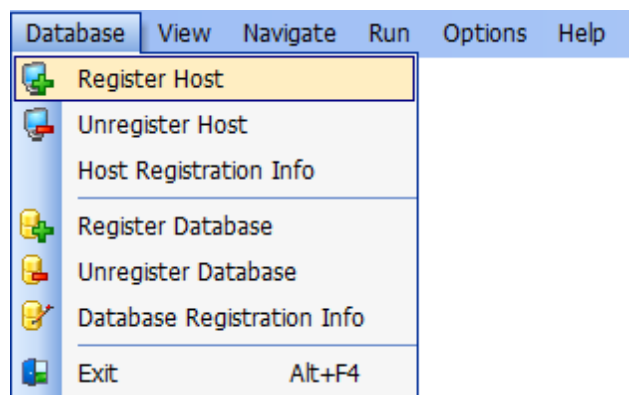 Database View Navigate Run Options Help
Register Host
Unregister Host
Host Registration Info
Register Database
Unregister Database
Database Registration Info
Exit Alt+F4